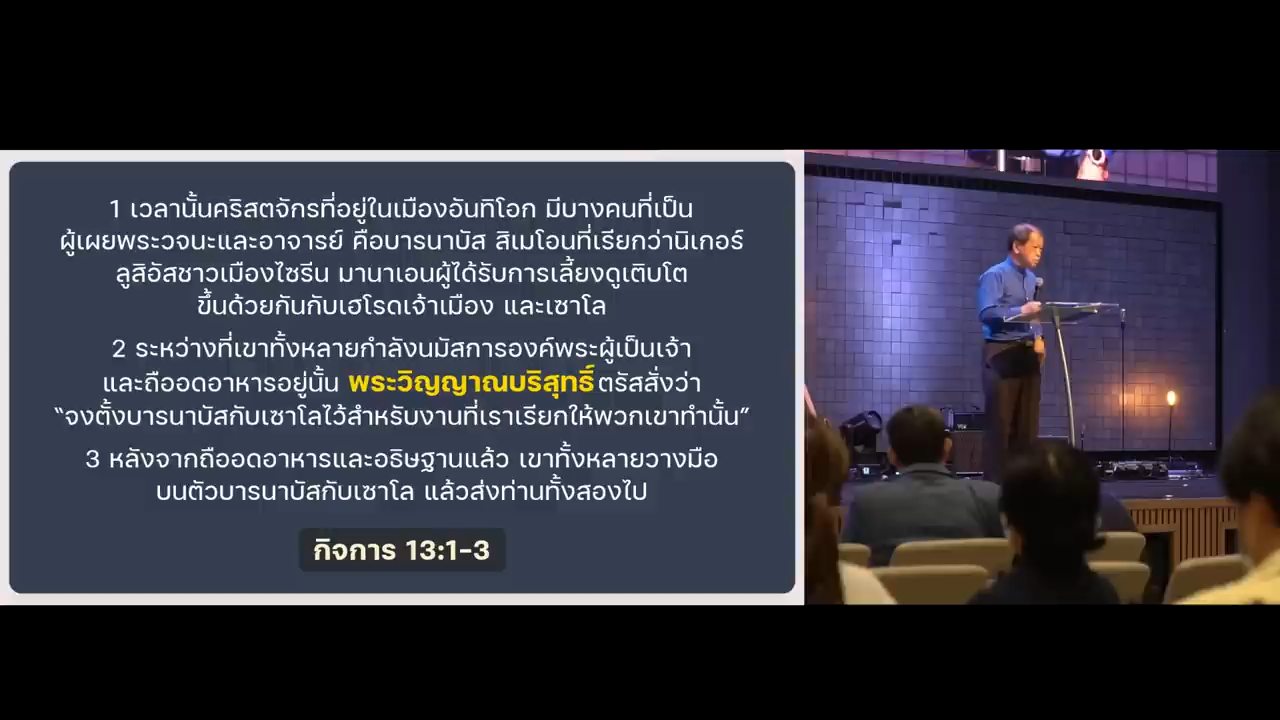 1 เวลานั้นคริสตจักรที่อยู่ในเมืองอันทิโอก มีบางคนที่เป็น
ผู้เผยพระวจนะและอาจารย์ คือบารนาบัส สิเมโอนที่เรียกว่านิเกอร์
ลูสิอัสชาวเมืองไซรีน มานาเอนผู้ได้รับการเลี้ยงดูเติบโต
ขึ้นด้วยกันกับเฮโรดเจ้าเมือง และเซาโล
2 ระหว่างที่เขาทั้งหลายกำลังนมัสการองค์พระผู้เป็นเจ้า
และถืออดอาหารอยู่นั้น พระวิญญาณบริสุทธิ์ ตรัสสั่งว่า
“จงตั้งบารนาบัสกับเซาโลไว้สำหรับงานที่เราเรียกให้พวกเขาทำนั้น”
3 หลังจากถืออดอาหารและอธิษฐานแล้ว เขาทั้งหลายวางมือ
บนตัวบารนาบัสกับเซาโล แล้วส่งท่านทั้งสองไป
กิจการ 13:1-3